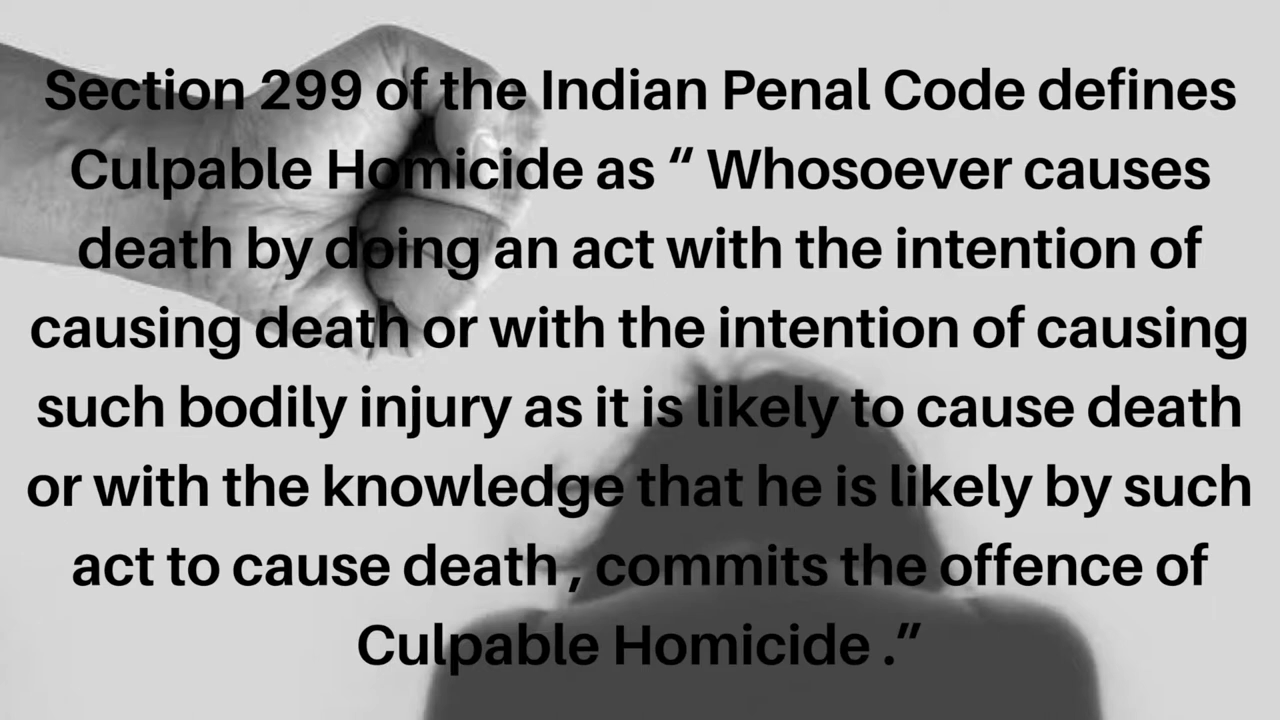 Section 299 of the Indian Penal Code defines
Culpable Homicide as “ Whosoever causes
death by doing an act with the intention of
causing death or with the intention of causing
such bodily injury as it is likely to cause death
or with the knowledge that he is likely by such
act to cause death , commits the offence of
Culpable Homicide .”